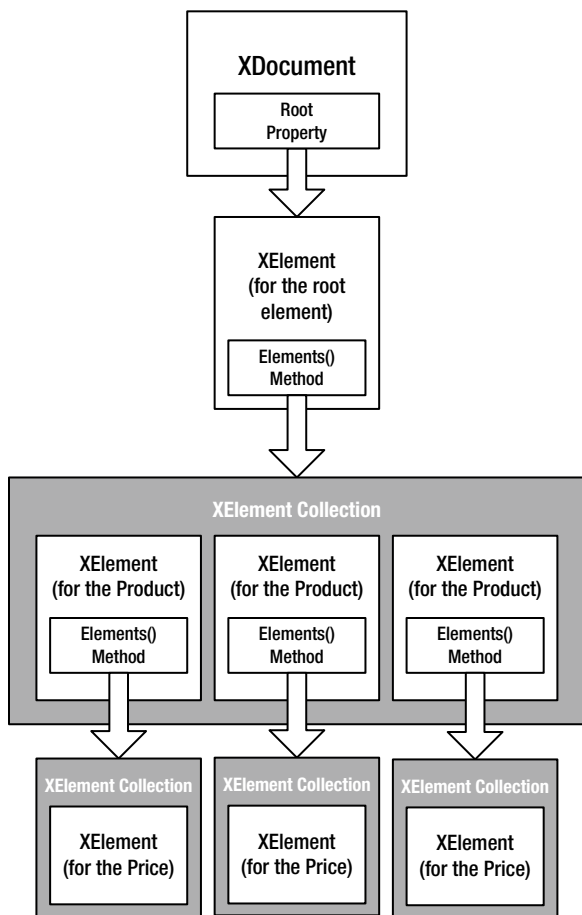 XDocument
Root
Property
XElement
(for the root
element)
Elements()
Method
XElement Collection
XElement
(for the Product)
Elements()
Method
XElement
(for the Product)
Elements()
Method
XElement
(for the Product)
Elements()
Method
XElement Collection
XElement
(for the Price)
XElement Collection
XElement
(for the Price)
XElement Collection
XElement
(for the Price)